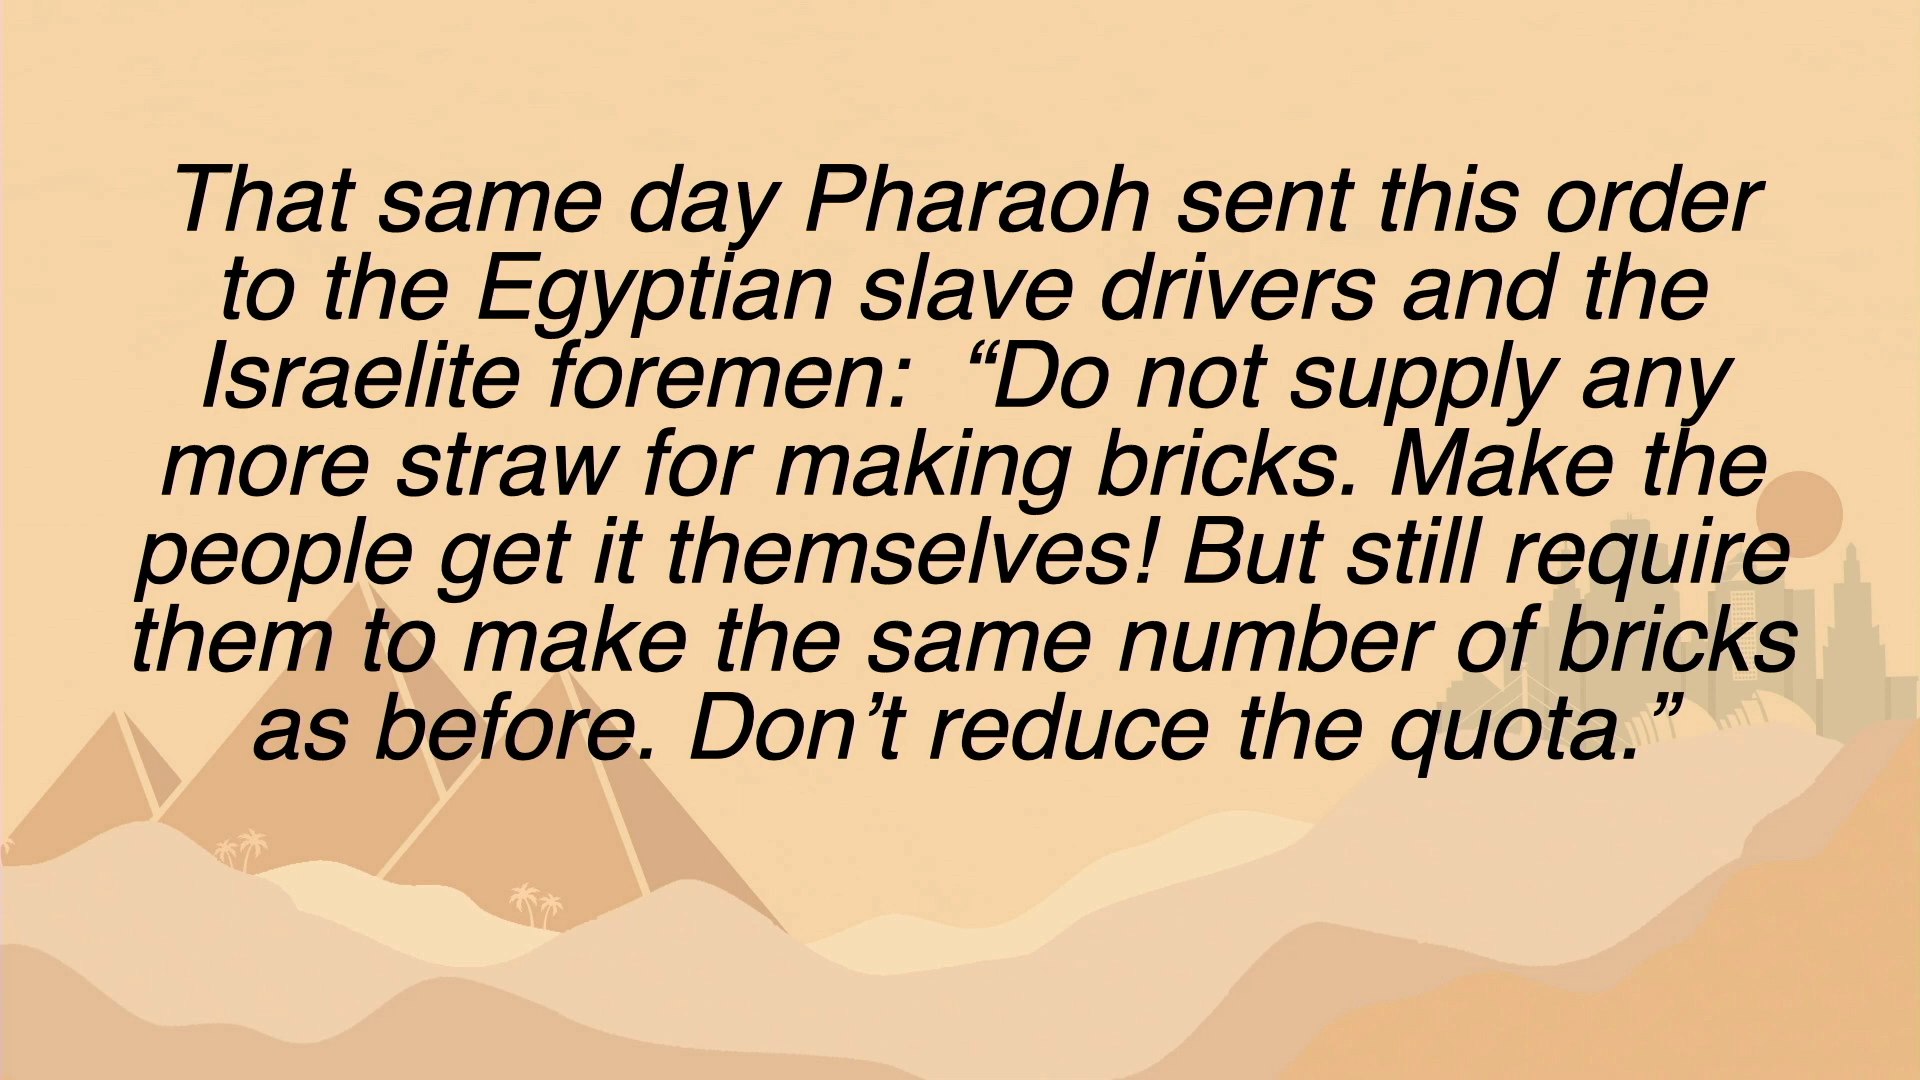 That same day Pharaoh sent this order
to the Egyptian slave drivers and the
Israelite foremen:  “Do not supply any
more straw for making bricks. Make the
people get it themselves! But still require
them to make the same number of bricks
as before. Don’t reduce the quota.”